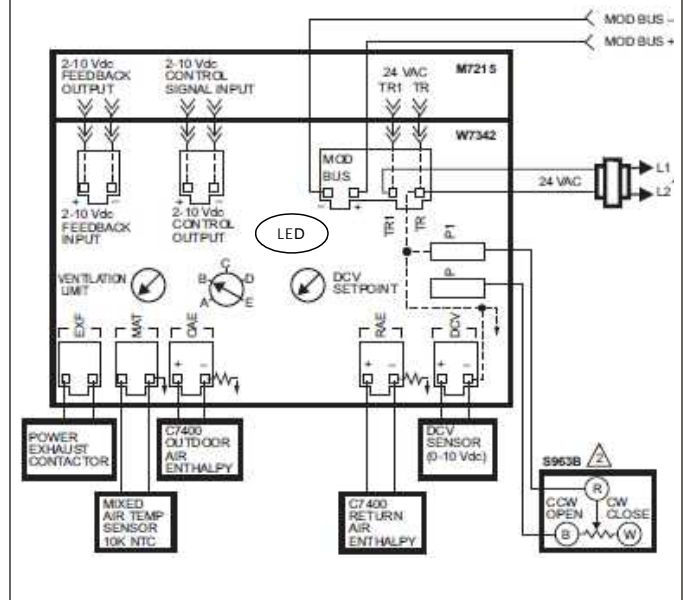 MOD BUS –
MOD BUS +
2-10 Vdc
FEEDBACK
OUTPUT
2-10 Vdc
CONTROL
SIGNAL INPUT
24 VAC
TR1 TR
M7215
W7342
MOD
BUS
– +
L1
24 VAC
L2
+ –
+ –
2-10 Vdc
FEEDBACK
INPUT
2-10 Vdc
CONTROL
OUTPUT
LED
TR1
TR
P1
P
VENTILATION
LIMIT
A
B
C
D
E
DCV
SETPOINT
EXF
MAT
OAE
RAE
DCV
+ –
+ –
+ –
POWER
EXHAUST
CONTACTOR
C7400
OUTDOOR
AIR
ENTHALPY
DCV
SENSOR
(0-10 Vdc)
S963B
2
MIXED
AIR TEMP
SENSOR
10K NTC
C7400
RETURN
AIR
ENTHALPY
R
CCW
OPEN
CW
CLOSE
B
W